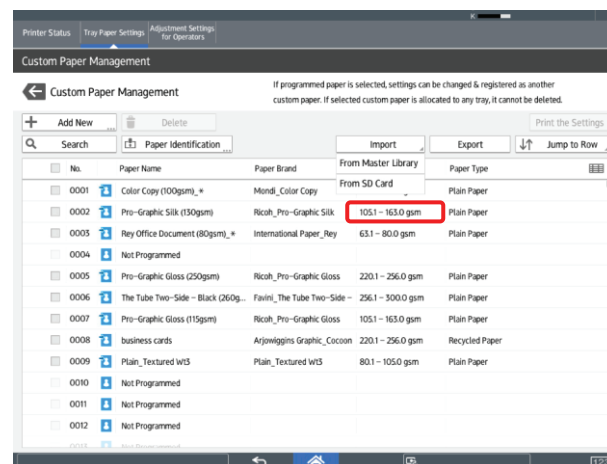 K
Printer Status Tray Paper Settings Adjustment Settings for Operators
Custom Paper Management
Custom Paper Management
If programmed paper is selected, settings can be changed & registered as another
custom paper. If selected custom paper is allocated to any tray, it cannot be deleted.
Add New Delete Print the Settings
Search Paper Identification Import Export Jump to Row
From Master Library
From SD Card
No. Paper Name Paper Brand Paper Type
0001 Color Copy (100gsm)_* Mondi_Color Copy Plain Paper
0002 Pro-Graphic Silk (130gsm) Ricoh_Pro-Graphic Silk 105.1 – 163.0 gsm Plain Paper
0003 Rey Office Document (80gsm)_* International Paper_Rey 63.1 – 80.0 gsm Plain Paper
0004 Not Programmed
0005 Pro-Graphic Gloss (250gsm) Ricoh_Pro-Graphic Gloss 220.1 – 256.0 gsm Plain Paper
0006 The Tube Two-Side – Black (260g... Favini_The Tube Two-Side – 256.1 – 300.0 gsm Plain Paper
0007 Pro-Graphic Gloss (115gsm) Ricoh_Pro-Graphic Gloss 105.1 – 163.0 gsm Plain Paper
0008 business cards Arjowiggins Graphic_Cocoon 220.1 – 256.0 gsm Recycled Paper
0009 Plain_Textured Wt3 Plain_Textured Wt3 80.1 – 105.0 gsm Plain Paper
0010 Not Programmed
0011 Not Programmed
0012 Not Programmed
0013 Not Programmed